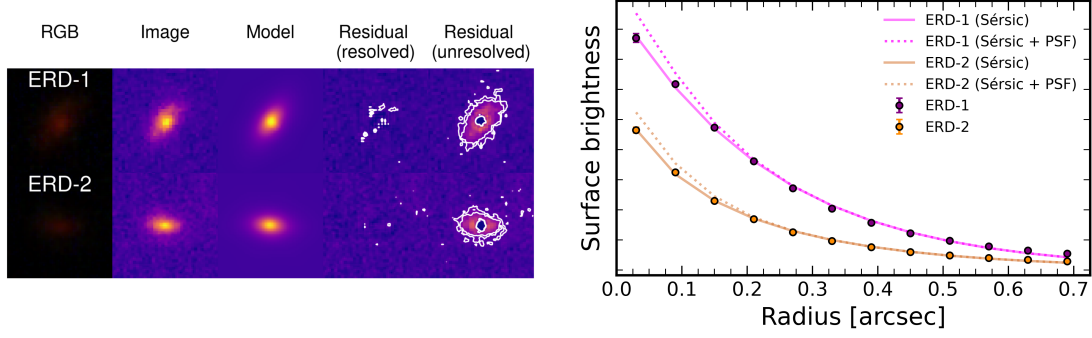 RGB Image Model Residual (resolved) Residual (unresolved)
ERD-1
ERD-2
Surface brightness
ERD-1 (Sérsic)
ERD-1 (Sérsic + PSF)
ERD-2 (Sérsic)
ERD-2 (Sérsic + PSF)
ERD-1
ERD-2
0.0 0.1 0.2 0.3 0.4 0.5 0.6 0.7
Radius [arcsec]